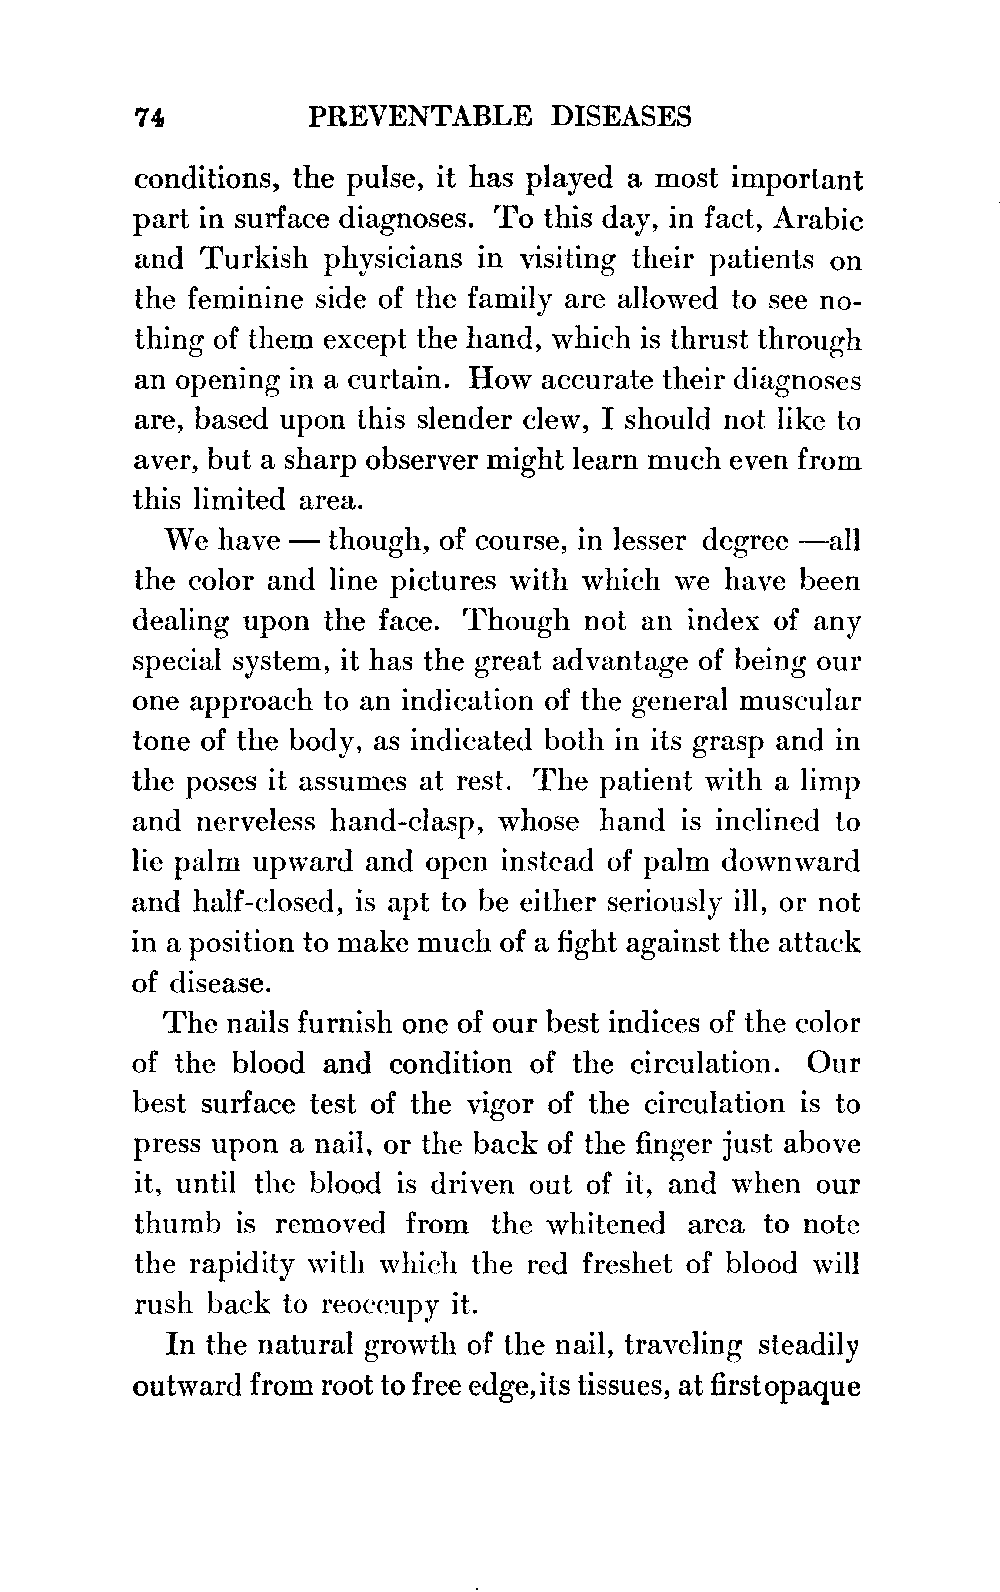 74 PREVENTABLE DISEASES
conditions, the pulse, it has played a most important
part in surface diagnoses. To this day, in fact, Arabic
and Turkish physicians in visiting their patients on
the feminine side of the family are allowed to see no-
thing of them except the hand, which is thrust through
an opening in a curtain. How accurate their diagnoses
are, based upon this slender clew, I should not like to
aver, but a sharp observer might learn much even from
this limited area.
We have — though, of course, in lesser degree —all
the color and line pictures with which we have been
dealing upon the face. Though not an index of any
special system, it has the great advantage of being our
one approach to an indication of the general muscular
tone of the body, as indicated both in its grasp and in
the poses it assumes at rest. The patient with a limp
and nerveless hand-clasp, whose hand is inclined to
lie palm upward and open instead of palm downward
and half-closed, is apt to be either seriously ill, or not
in a position to make much of a fight against the attack
of disease.
The nails furnish one of our best indices of the color
of the blood and condition of the circulation. Our
best surface test of the vigor of the circulation is to
press upon a nail, or the back of the finger just above
it, until the blood is driven out of it, and when our
thumb is removed from the whitened area to note
the rapidity with which the red freshet of blood will
rush back to reoccupy it.
In the natural growth of the nail, traveling steadily
outward from root to free edge, its tissues, at first opaque